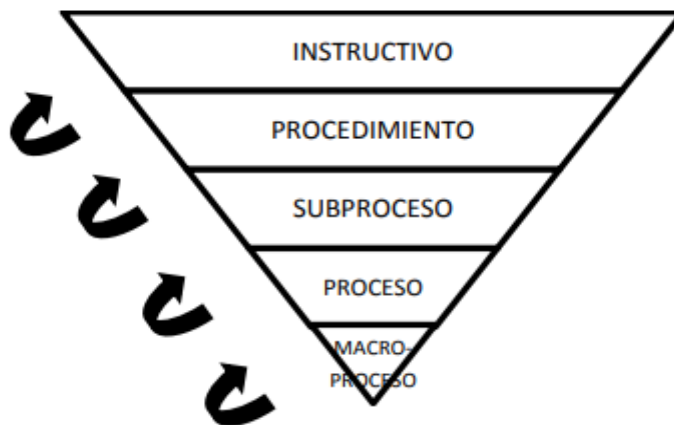 INSTRUCTIVO
PROCEDIMIENTO
SUBPROCESO
PROCESO
MACRO-
PROCESO